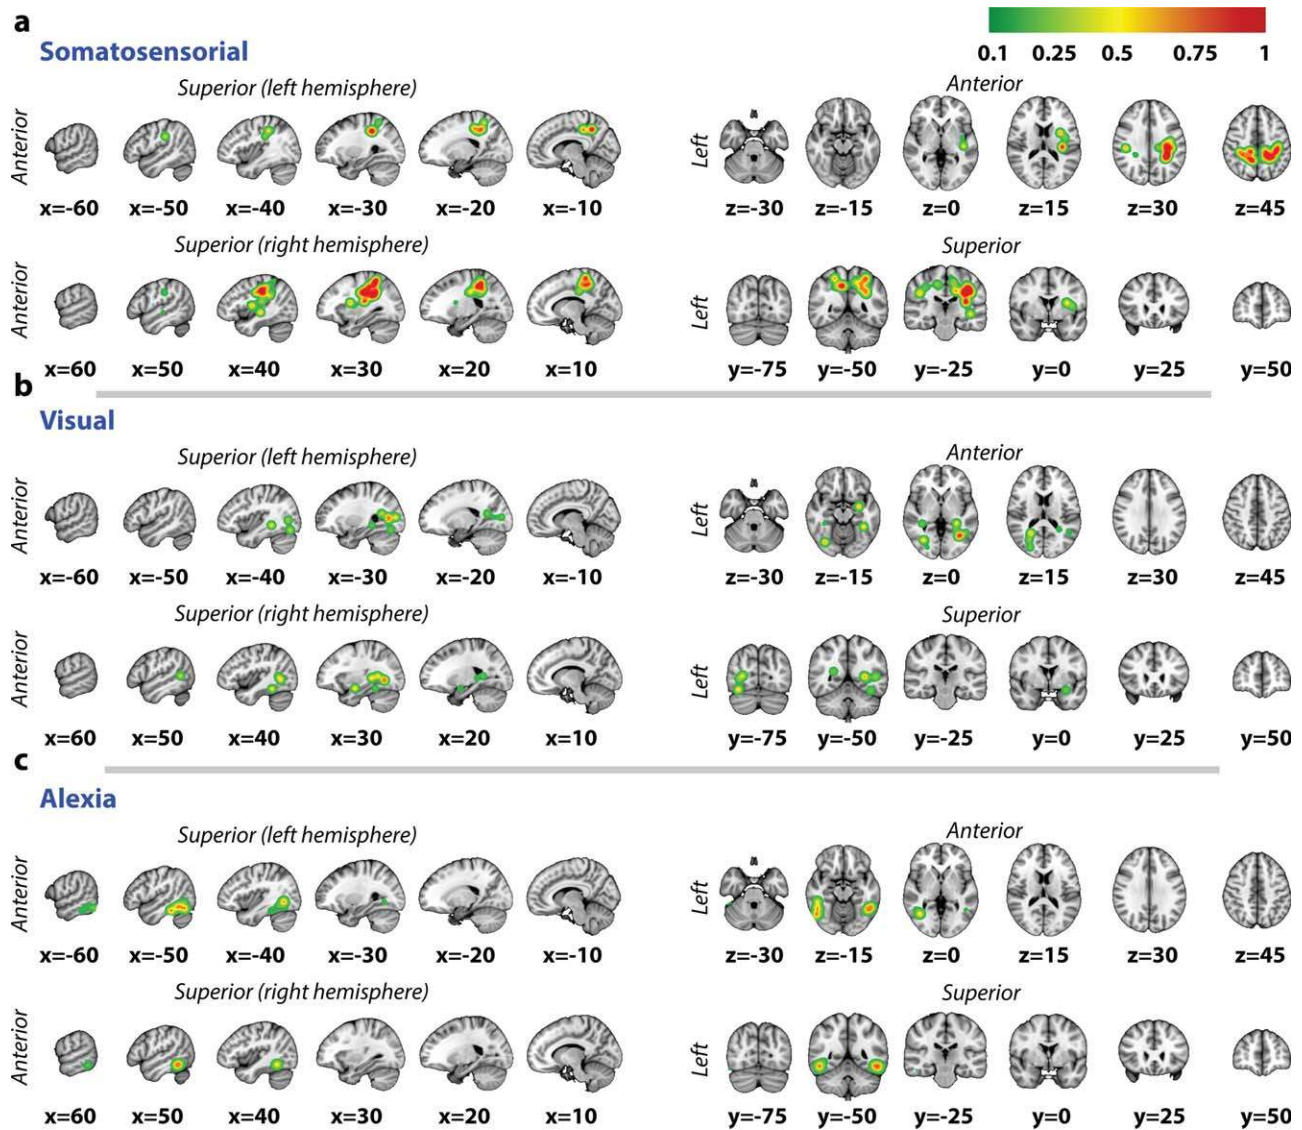 a
Somatosensorial
0.1 0.25 0.5 0.75 1
Superior (left hemisphere)
Anterior
Anterior
Left
x=-60 x=-50 x=-40 x=-30 x=-20 x=-10
z=-30 z=-15 z=0 z=15 z=30 z=45
Superior (right hemisphere)
Superior
Anterior
Left
x=60 x=50 x=40 x=30 x=20 x=10
y=-75 y=-50 y=-25 y=0 y=25 y=50
b
Visual
Superior (left hemisphere)
Anterior
Anterior
Left
x=-60 x=-50 x=-40 x=-30 x=-20 x=-10
z=-30 z=-15 z=0 z=15 z=30 z=45
Superior (right hemisphere)
Superior
Anterior
Left
x=60 x=50 x=40 x=30 x=20 x=10
y=-75 y=-50 y=-25 y=0 y=25 y=50
c
Alexia
Superior (left hemisphere)
Anterior
Anterior
Left
x=-60 x=-50 x=-40 x=-30 x=-20 x=-10
z=-30 z=-15 z=0 z=15 z=30 z=45
Superior (right hemisphere)
Superior
Anterior
Left
x=60 x=50 x=40 x=30 x=20 x=10
y=-75 y=-50 y=-25 y=0 y=25 y=50